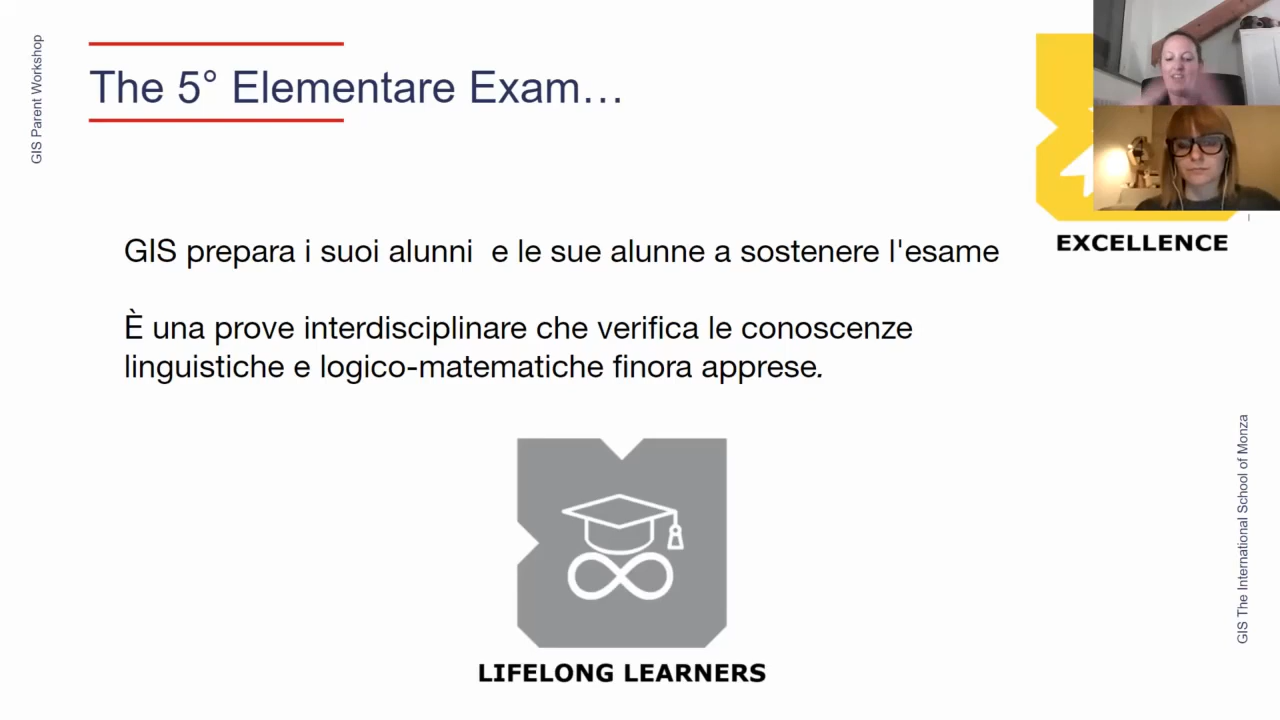 GIS Parent Workshop
The 5° Elementare Exam…
EXCELLENCE
GIS prepara i suoi alunni  e le sue alunne a sostenere l'esame
È una prove interdisciplinare che verifica le conoscenze
linguistiche e logico-matematiche finora apprese.
LIFELONG LEARNERS
GIS The International School of Monza